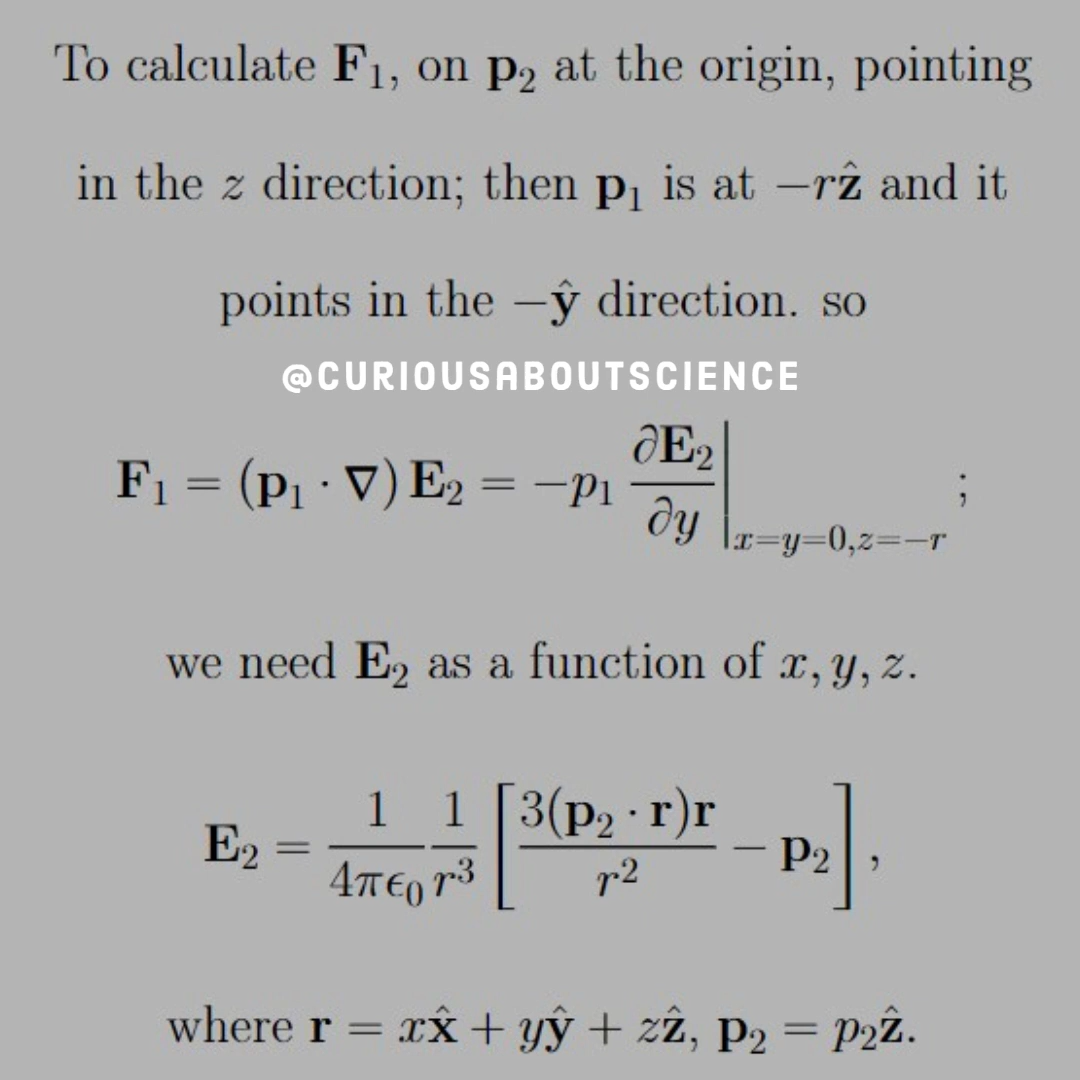 To calculate F₁, on p₂ at the origin, pointing
in the z direction; then p₁ is at −rẑ and it
points in the −ŷ direction. so
@CURIOUSABOUTSCIENCE
F₁ = (p₁ · ∇) E₂ = −p₁ ∂E₂/∂y |ₓ₌y₌₀,z₌₋r ;
we need E₂ as a function of x, y, z.
E₂ = 1/4πϵ₀ 1/r³ [3(p₂ · r)r/r² − p₂],
where r = xx̂ + yŷ + zẑ, p₂ = p₂ẑ.